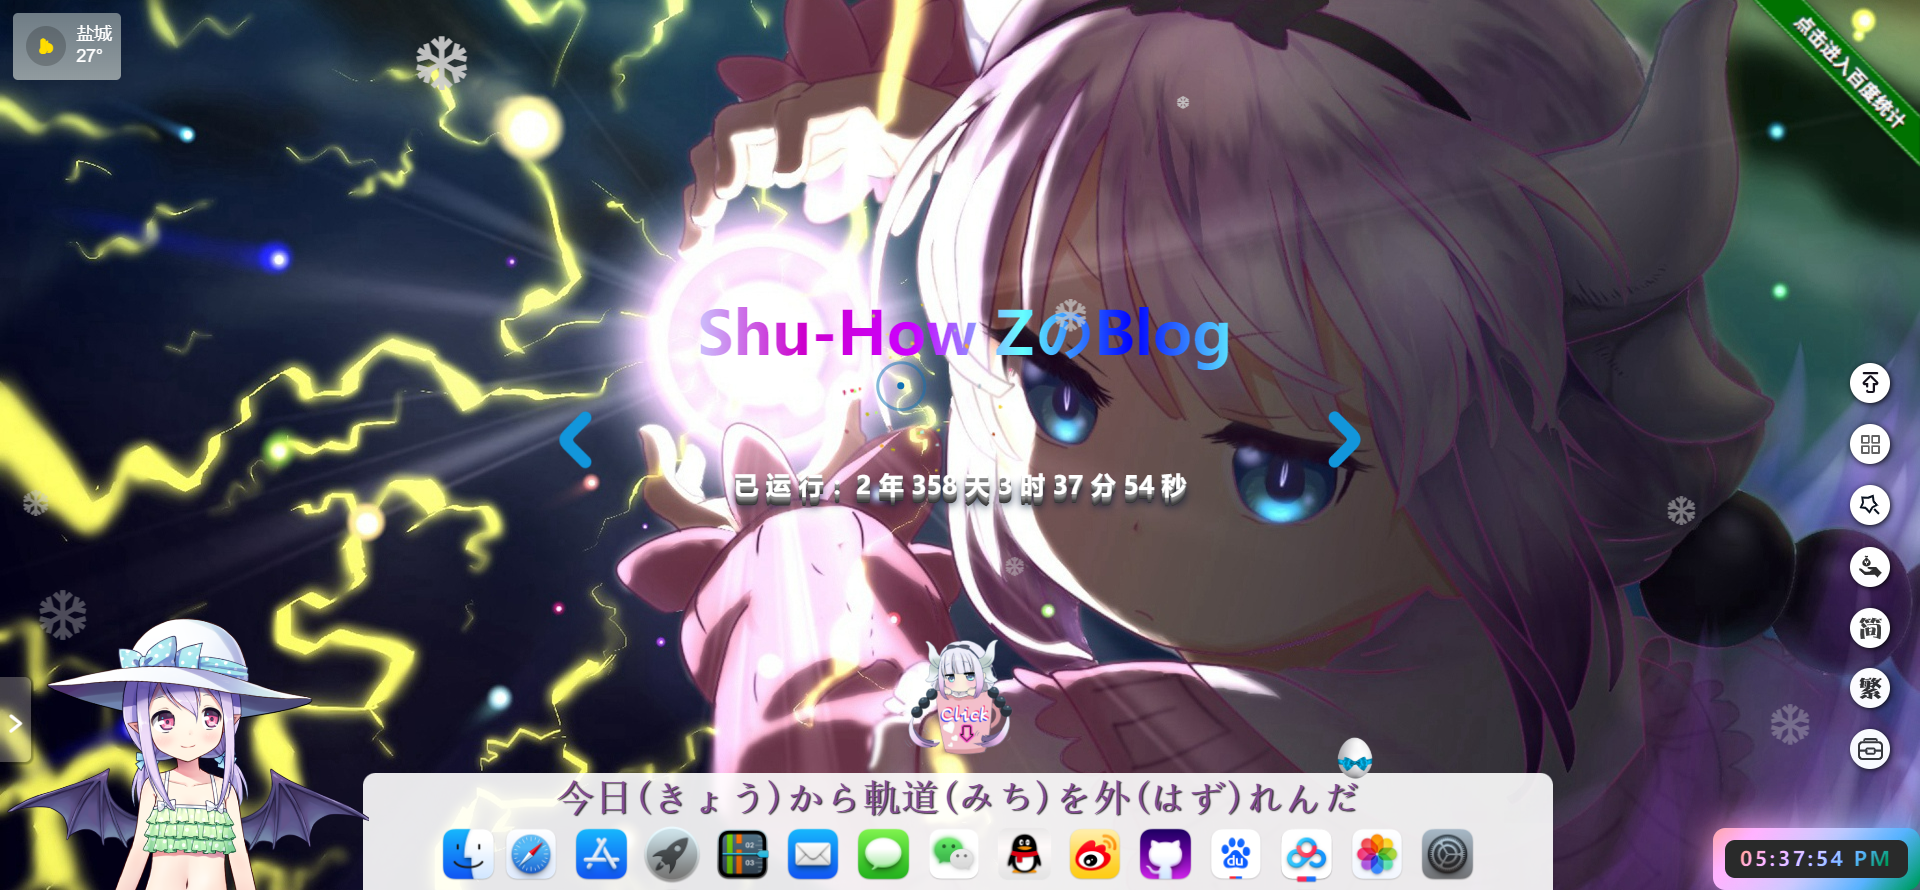 盐城
27°
点击进入百度统计
Shu-How ZのBlog
已运行：2 年 358 天 3 时 37 分 54 秒
简
繁
Click
今日(きょう)から軌道(みち)を外(はず)れんだ
02
03
du
05:37:54 PM